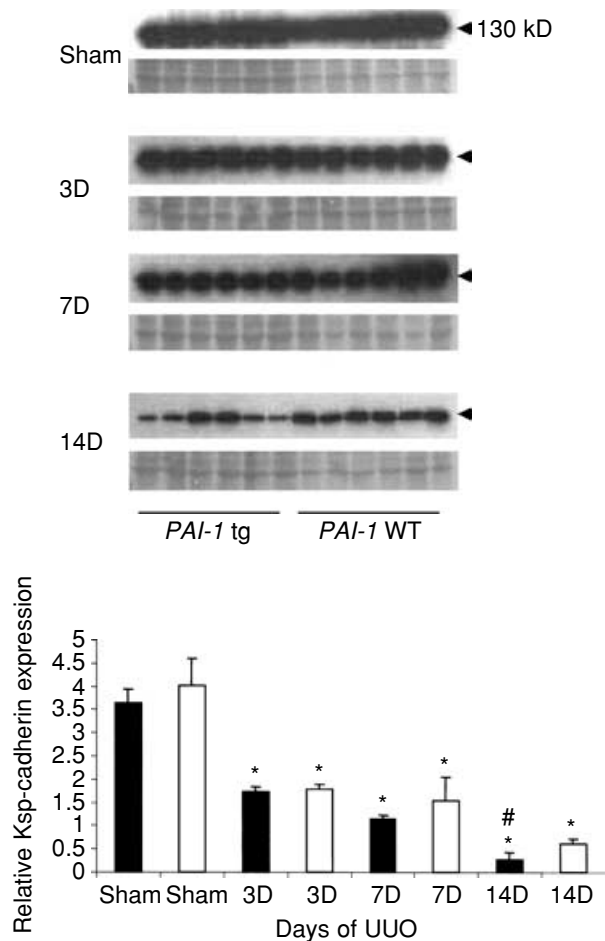 130 kD
Sham
3D
7D
14D
PAI-1 tg PAI-1 WT
Relative Ksp-cadherin expression
5
4.5
4
3.5
3
2.5
2
1.5
1
0.5
0
* * * * # * *
Sham Sham 3D 3D 7D 7D 14D 14D
Days of UUO